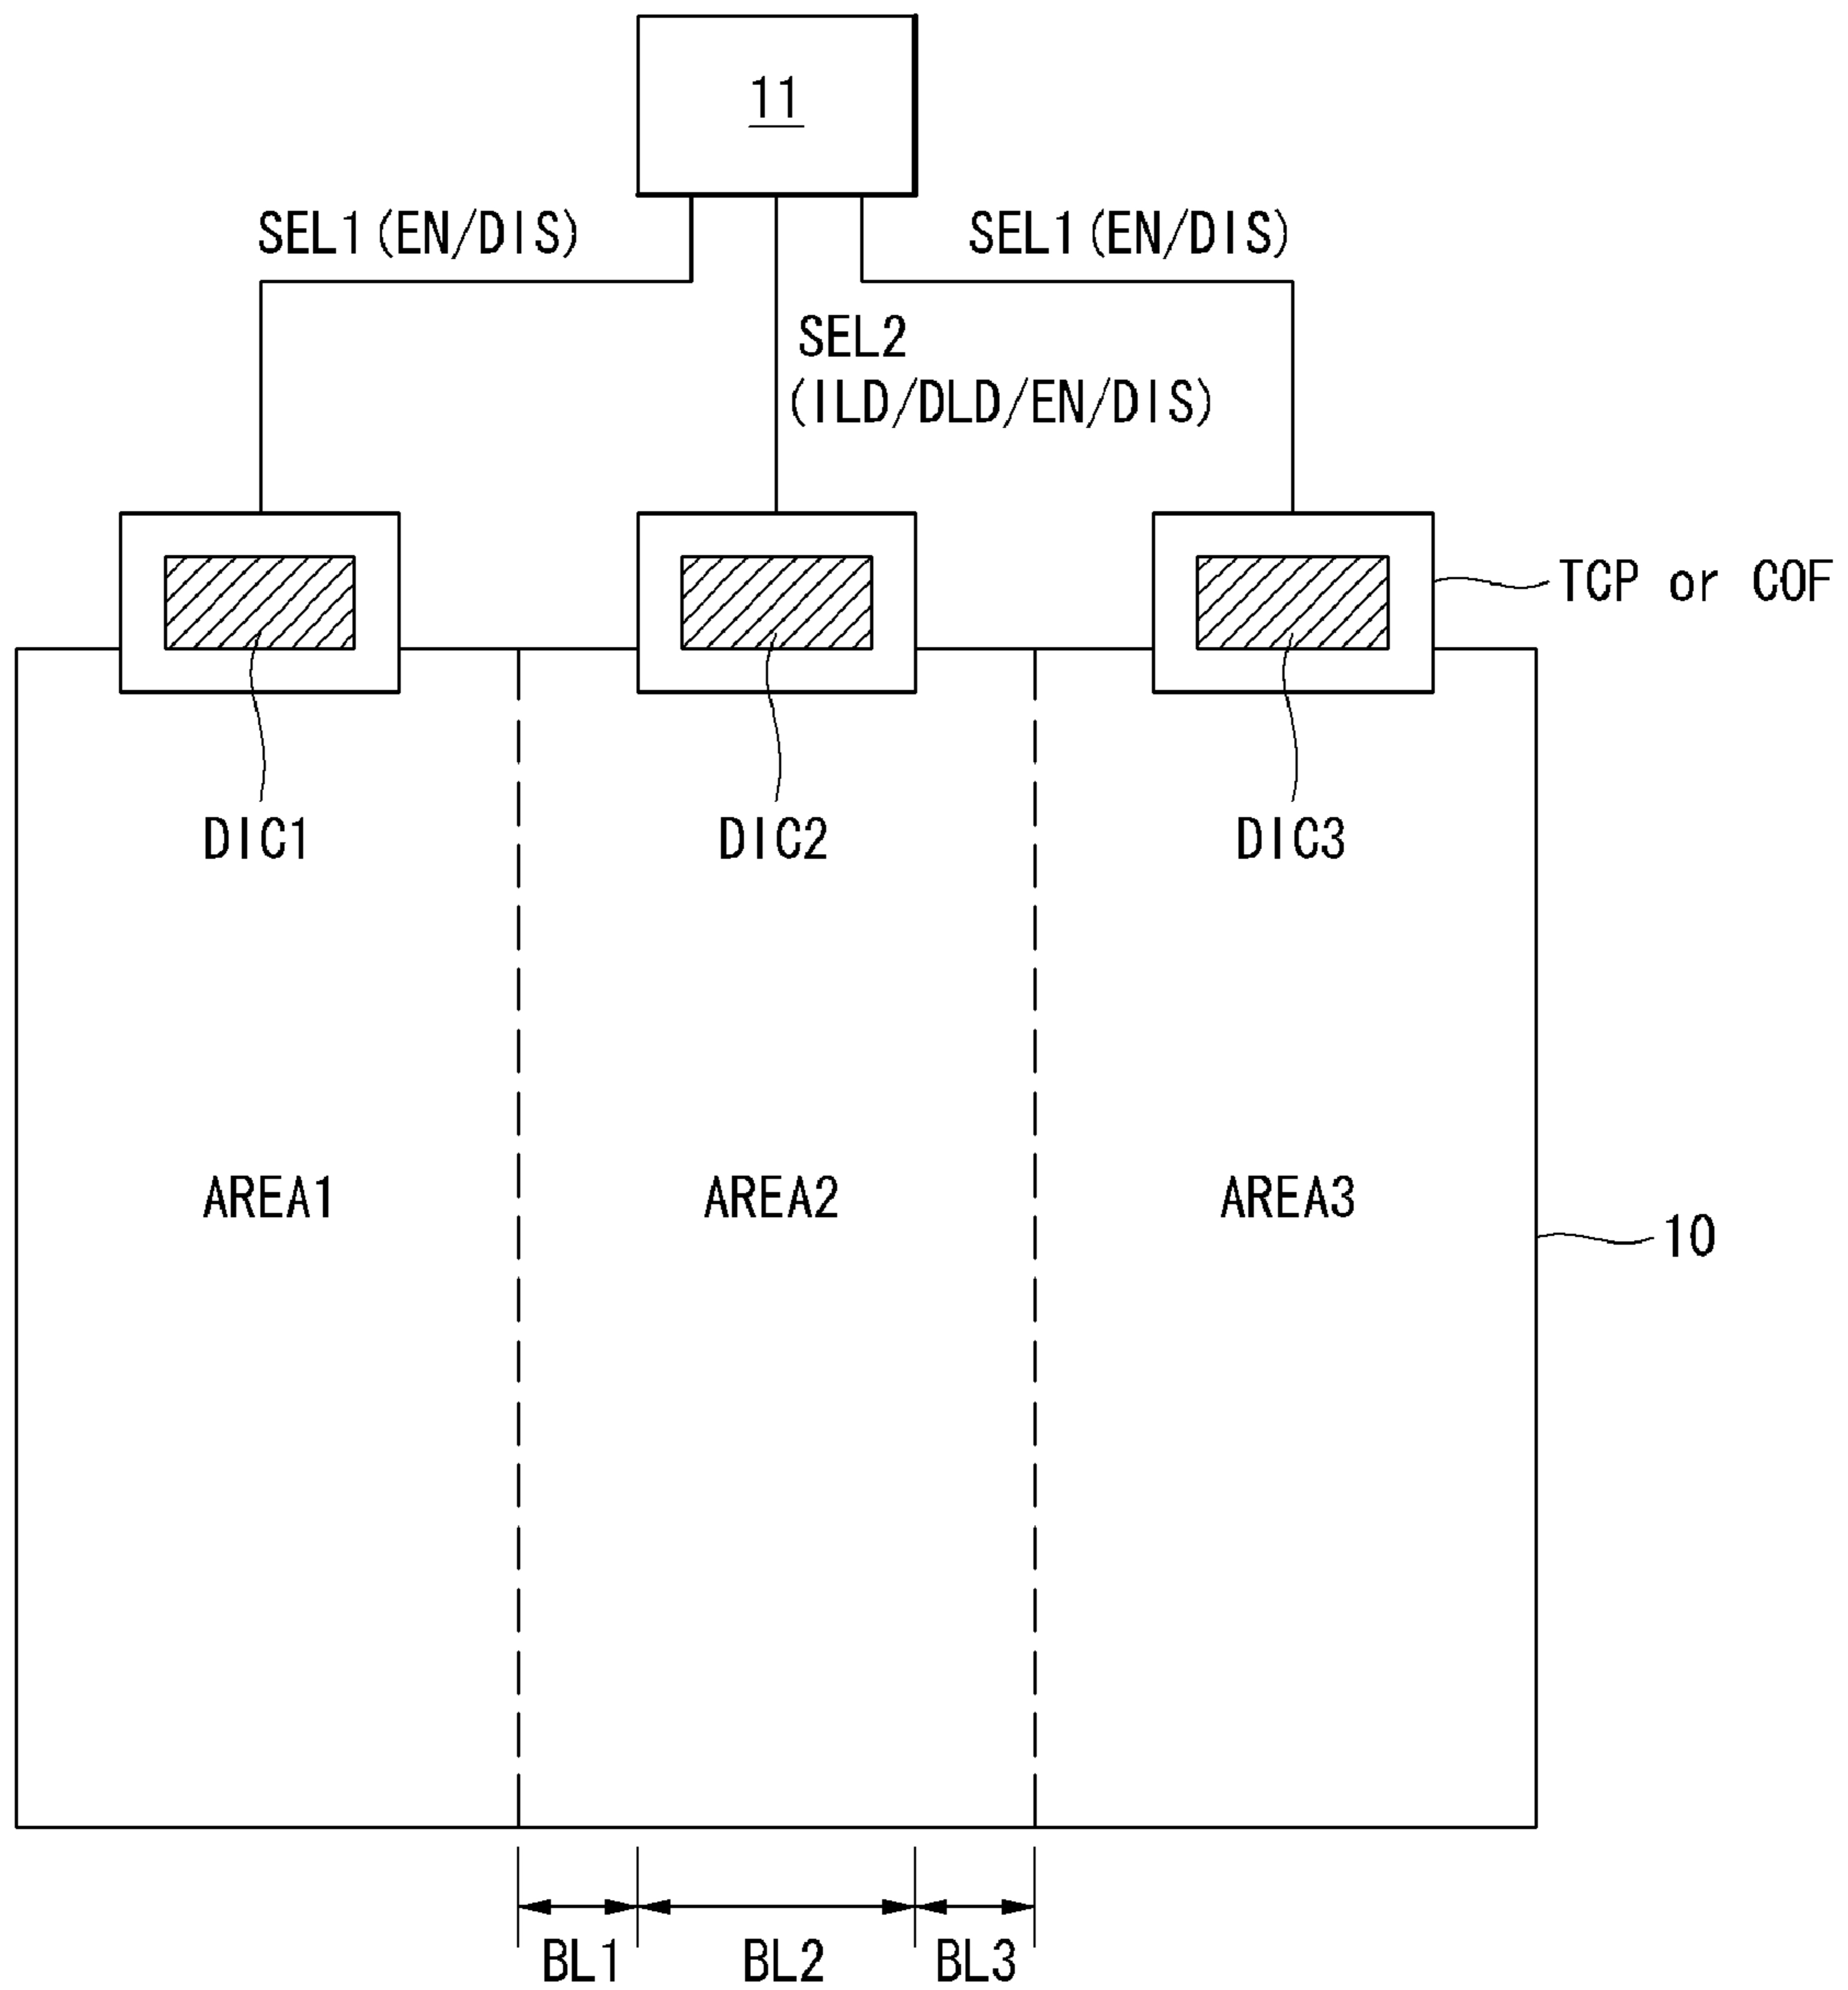 11
SEL1(EN/DIS)
SEL1(EN/DIS)
SEL2
(ILD/DLD/EN/DIS)
TCP or COF
DIC1
DIC2
DIC3
AREA1
AREA2
AREA3
10
BL1
BL2
BL3